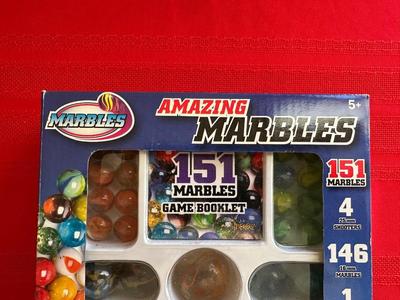 MARBLES
AMAZING
MARBLES
5+
151
MARBLES
GAME BOOKLET
151
MARBLES
4
25mm
SHOOTERS
146
16mm
MARBLES
1